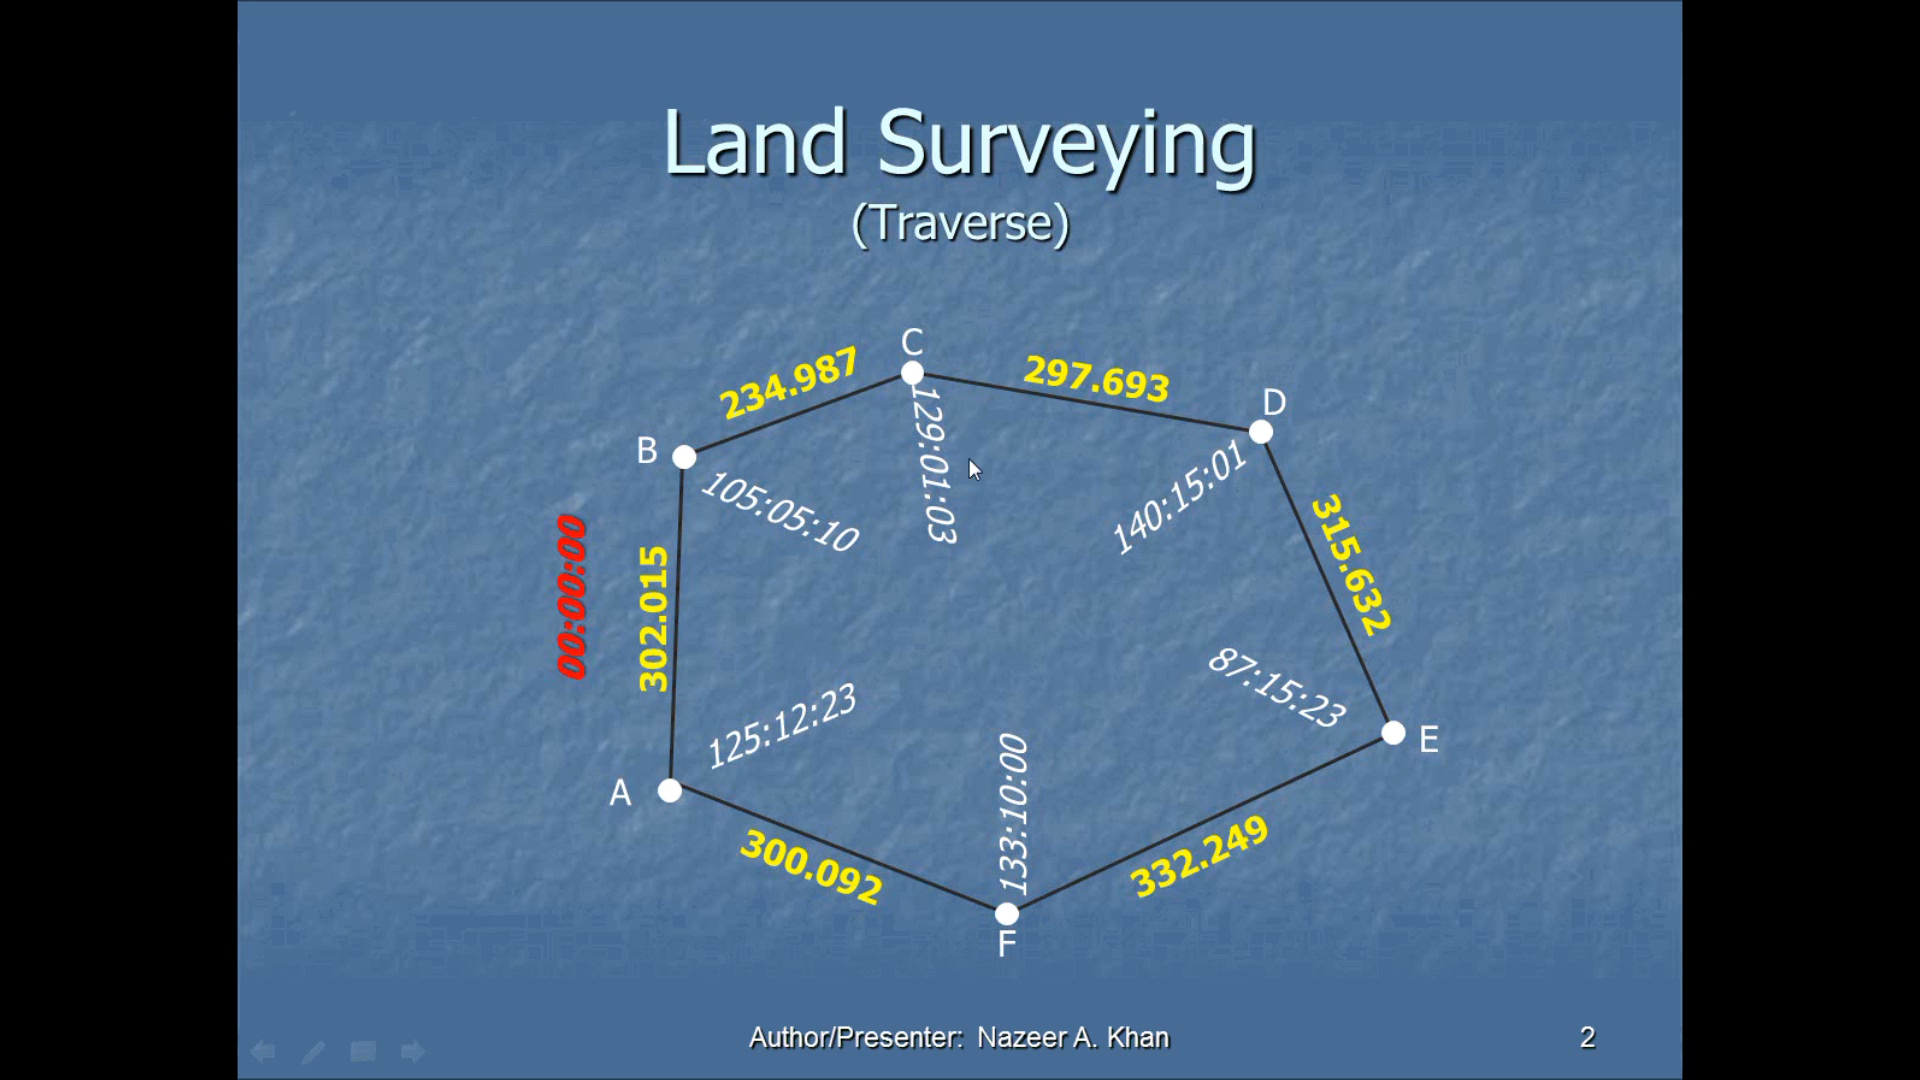 Land Surveying
(Traverse)
C
234.987
297.693
D
B
129:01:03
140:15:01
105:05:10
315.632
00:00:00
302.015
87:15:23
125:12:23
E
133:10:00
A
300.092
332.249
F
Author/Presenter: Nazeer A. Khan
2